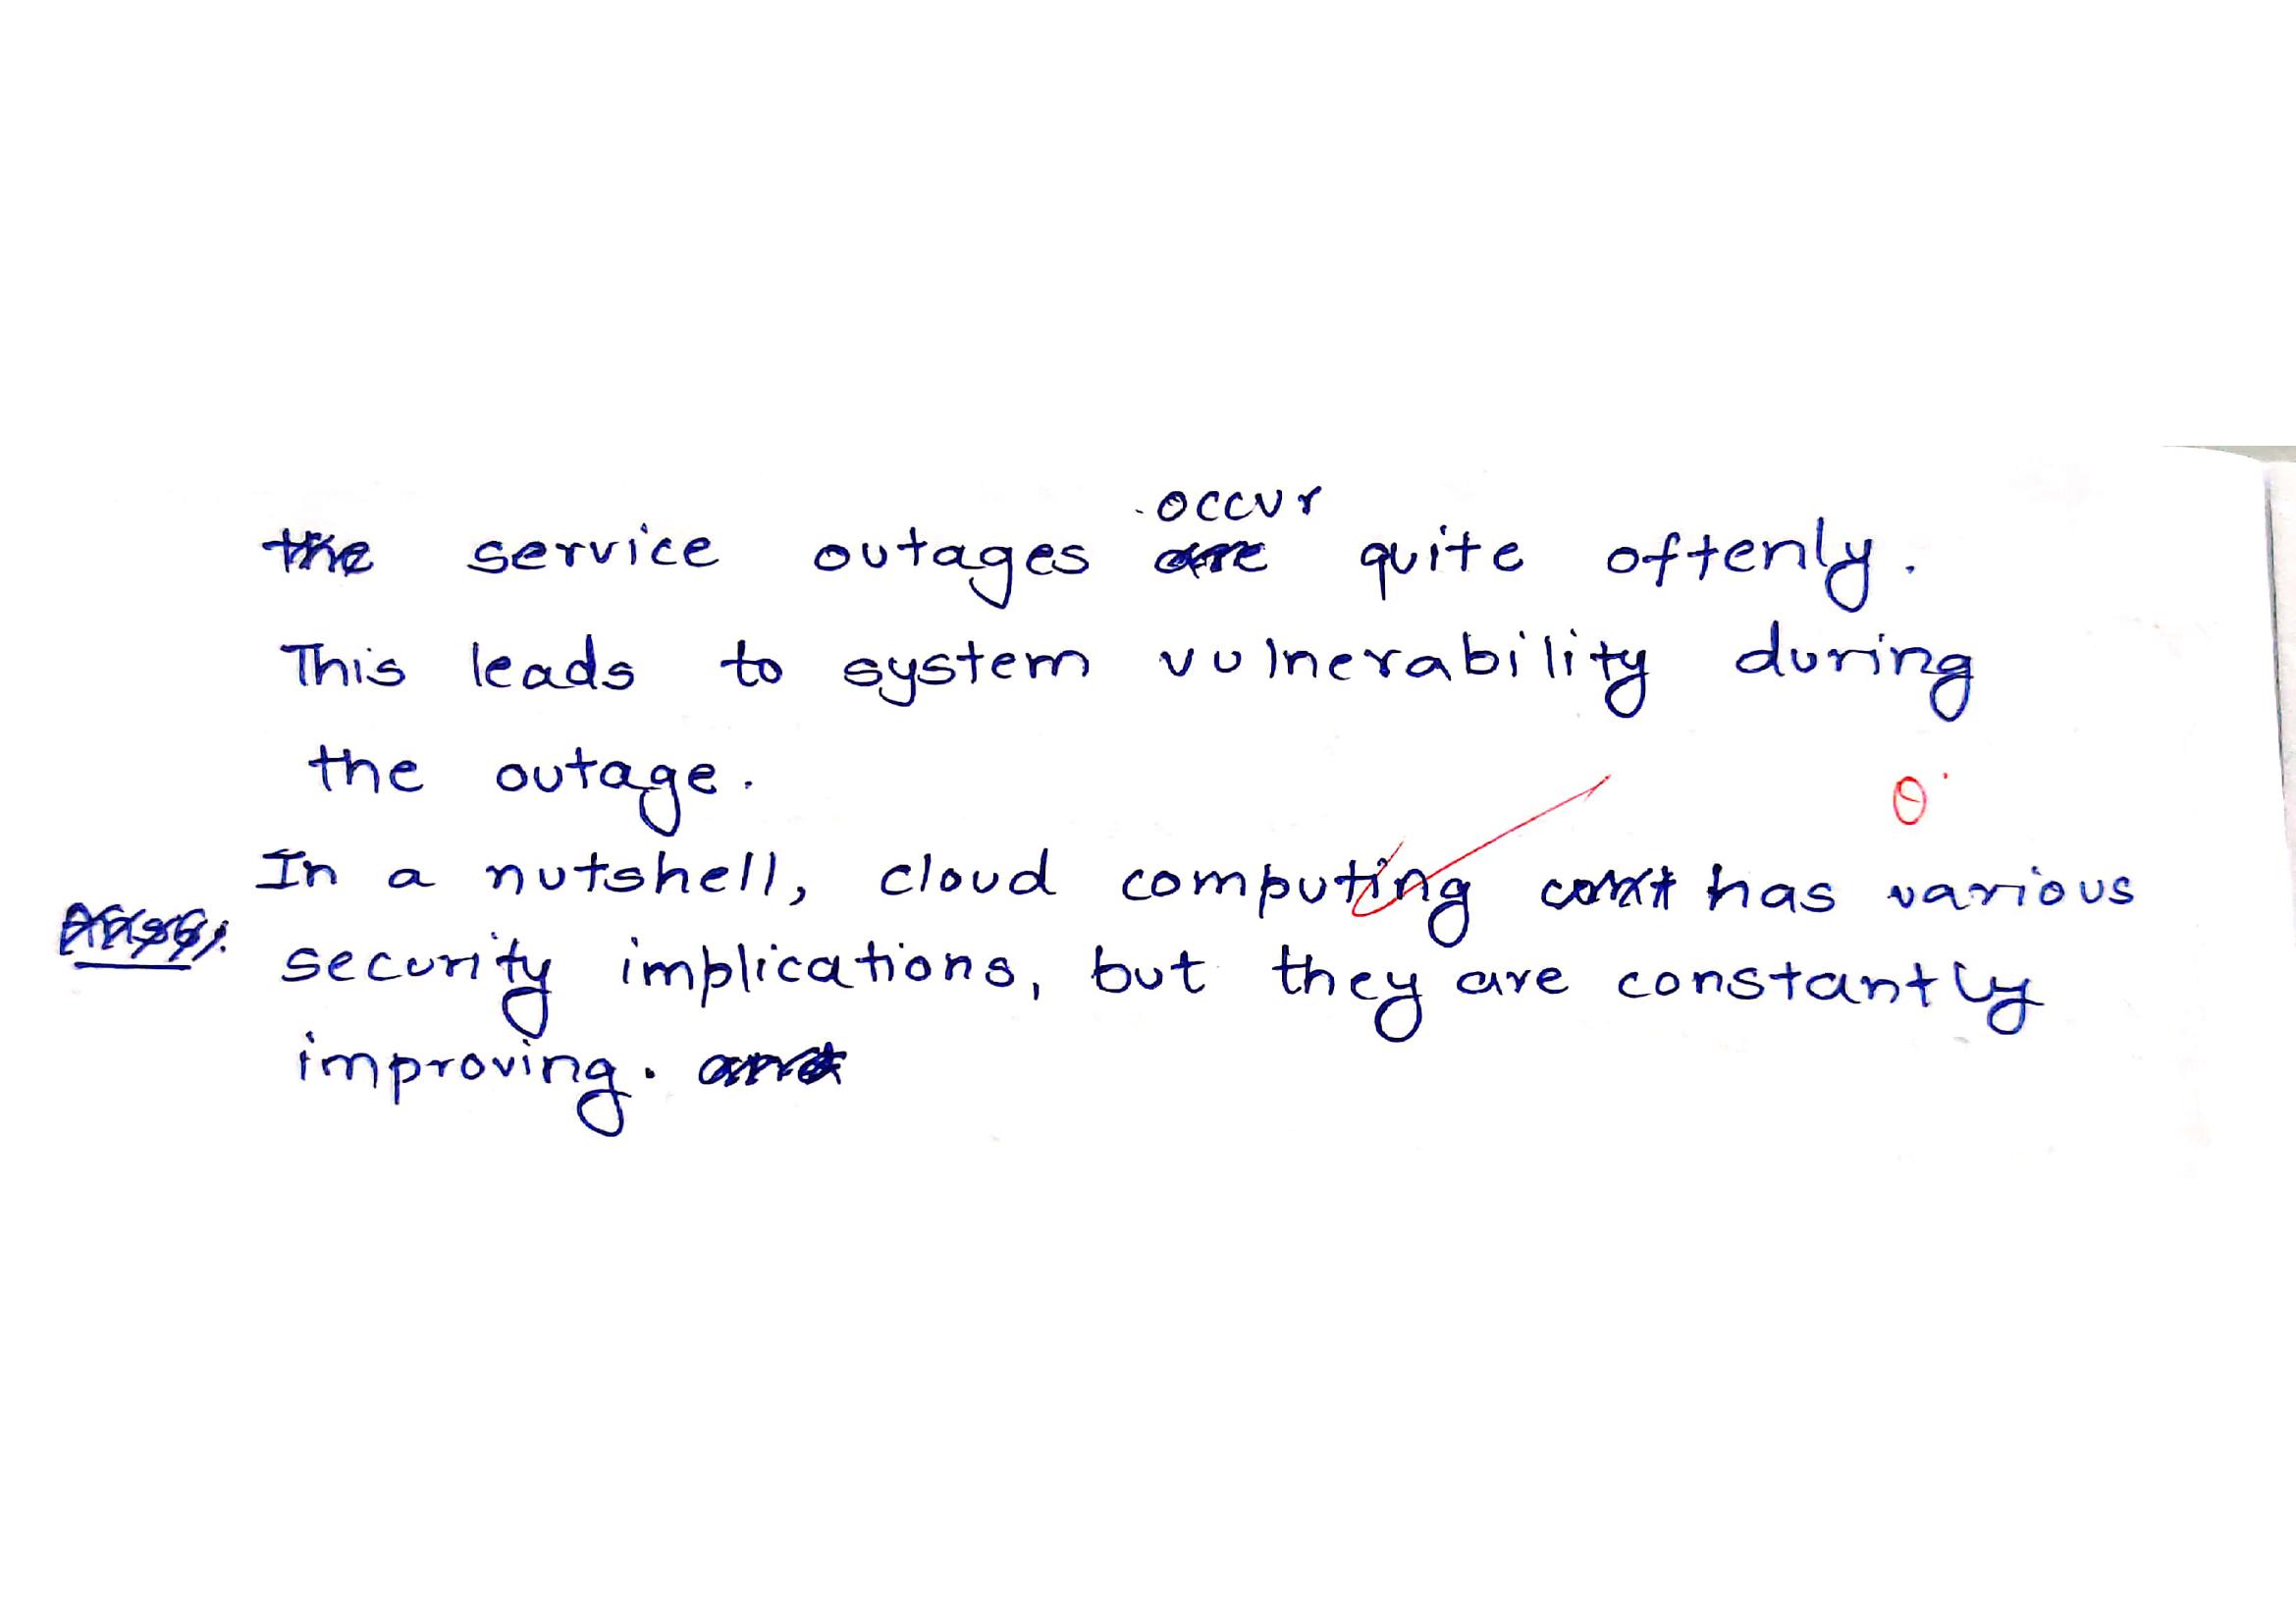 the service outages occur quite oftenly.
This leads to system vulnerability during
the outage.
In a nutshell, cloud computing has various
security implications, but they are constantly
improving.